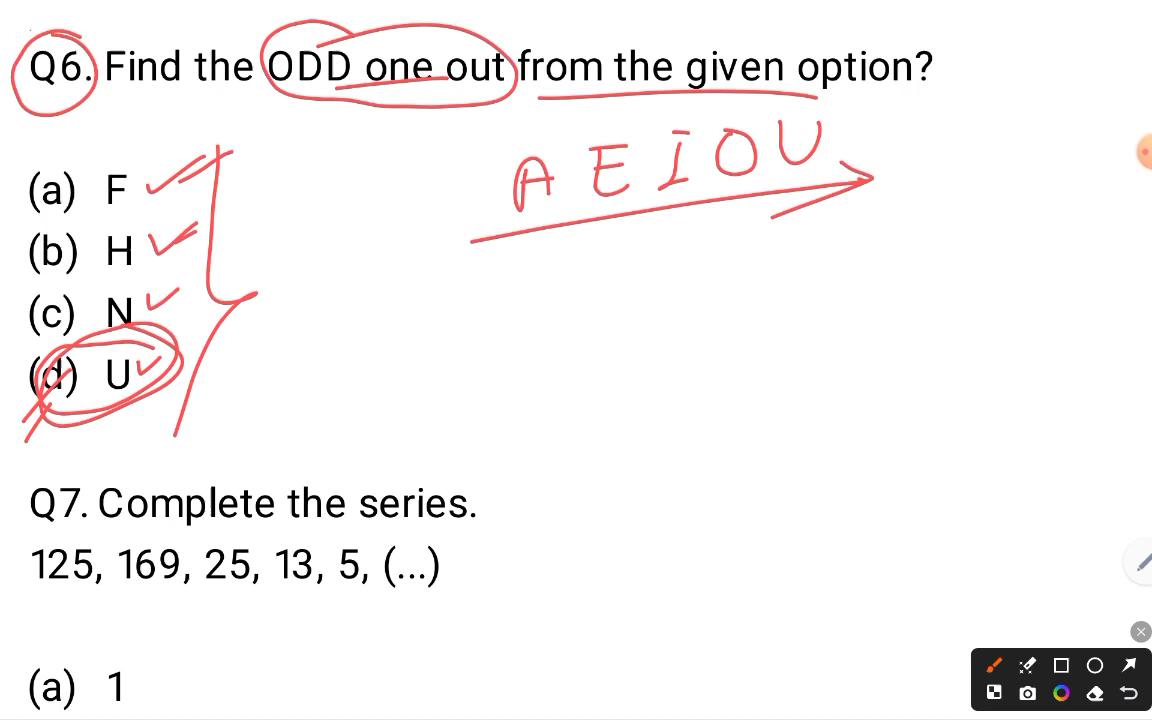 Q6. Find the ODD one out from the given option?
A E I O U
(a) F
(b) H
(c) N
(d) U
Q7. Complete the series.
125, 169, 25, 13, 5, (...)
(a) 1